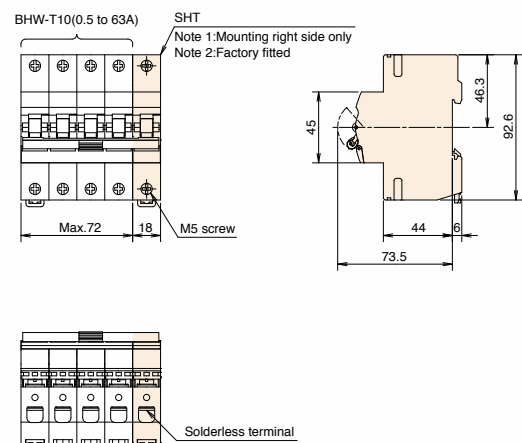 BHW-T10(0.5 to 63A)
SHT
Note 1:Mounting right side only
Note 2:Factory fitted
45
46.3
92.6
Max.72
18
M5 screw
44
6
73.5
Solderless terminal